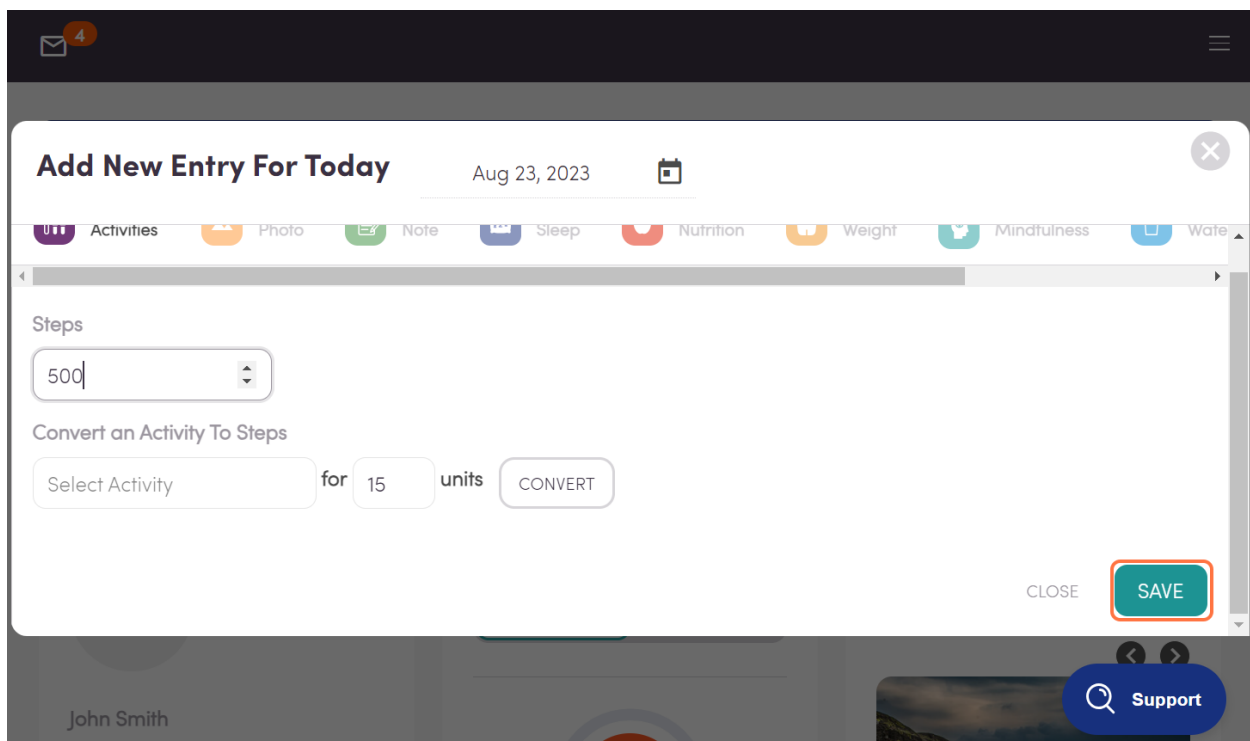 4
Add New Entry For Today
Aug 23, 2023
Activities Photo Note Sleep Nutrition Weight Mindfulness Wate
Steps
500
Convert an Activity To Steps
Select Activity for 15 units CONVERT
CLOSE SAVE
Support
John Smith